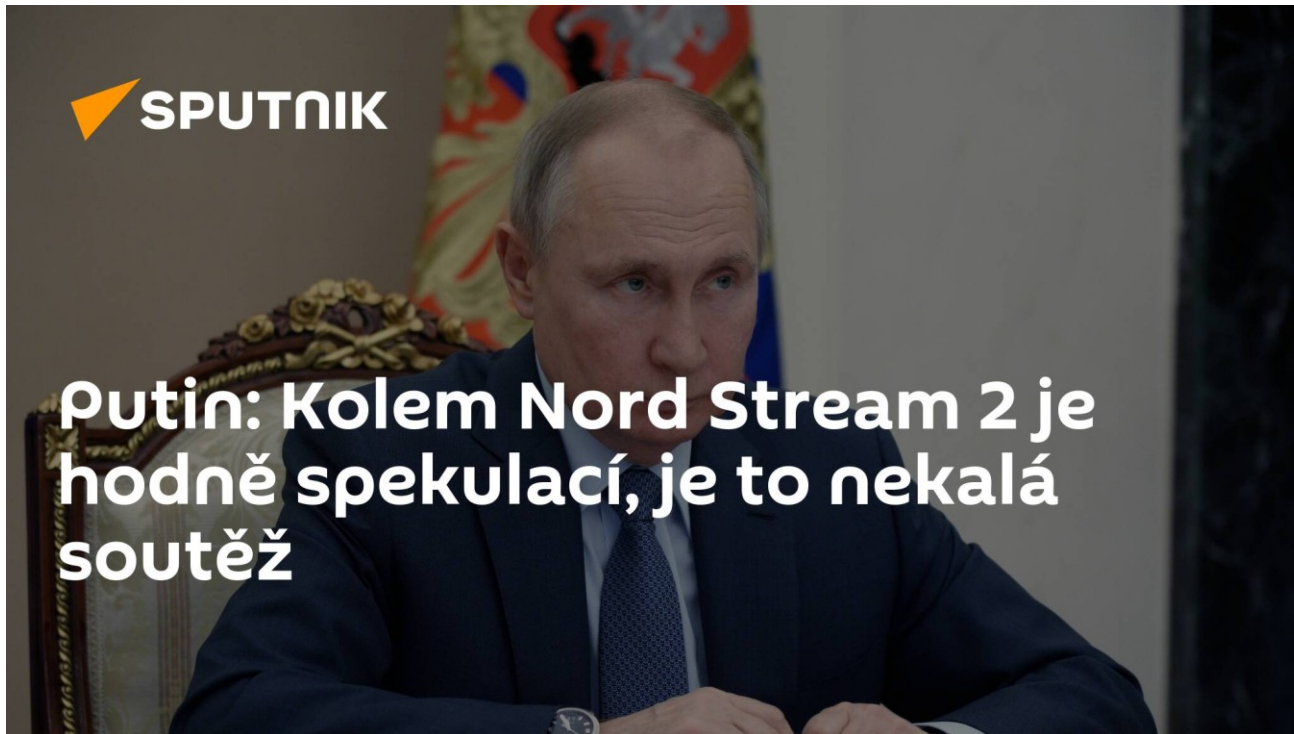 SPUTNIK
Putin: Kolem Nord Stream 2 je
hodně spekulací, je to nekalá
soutěž